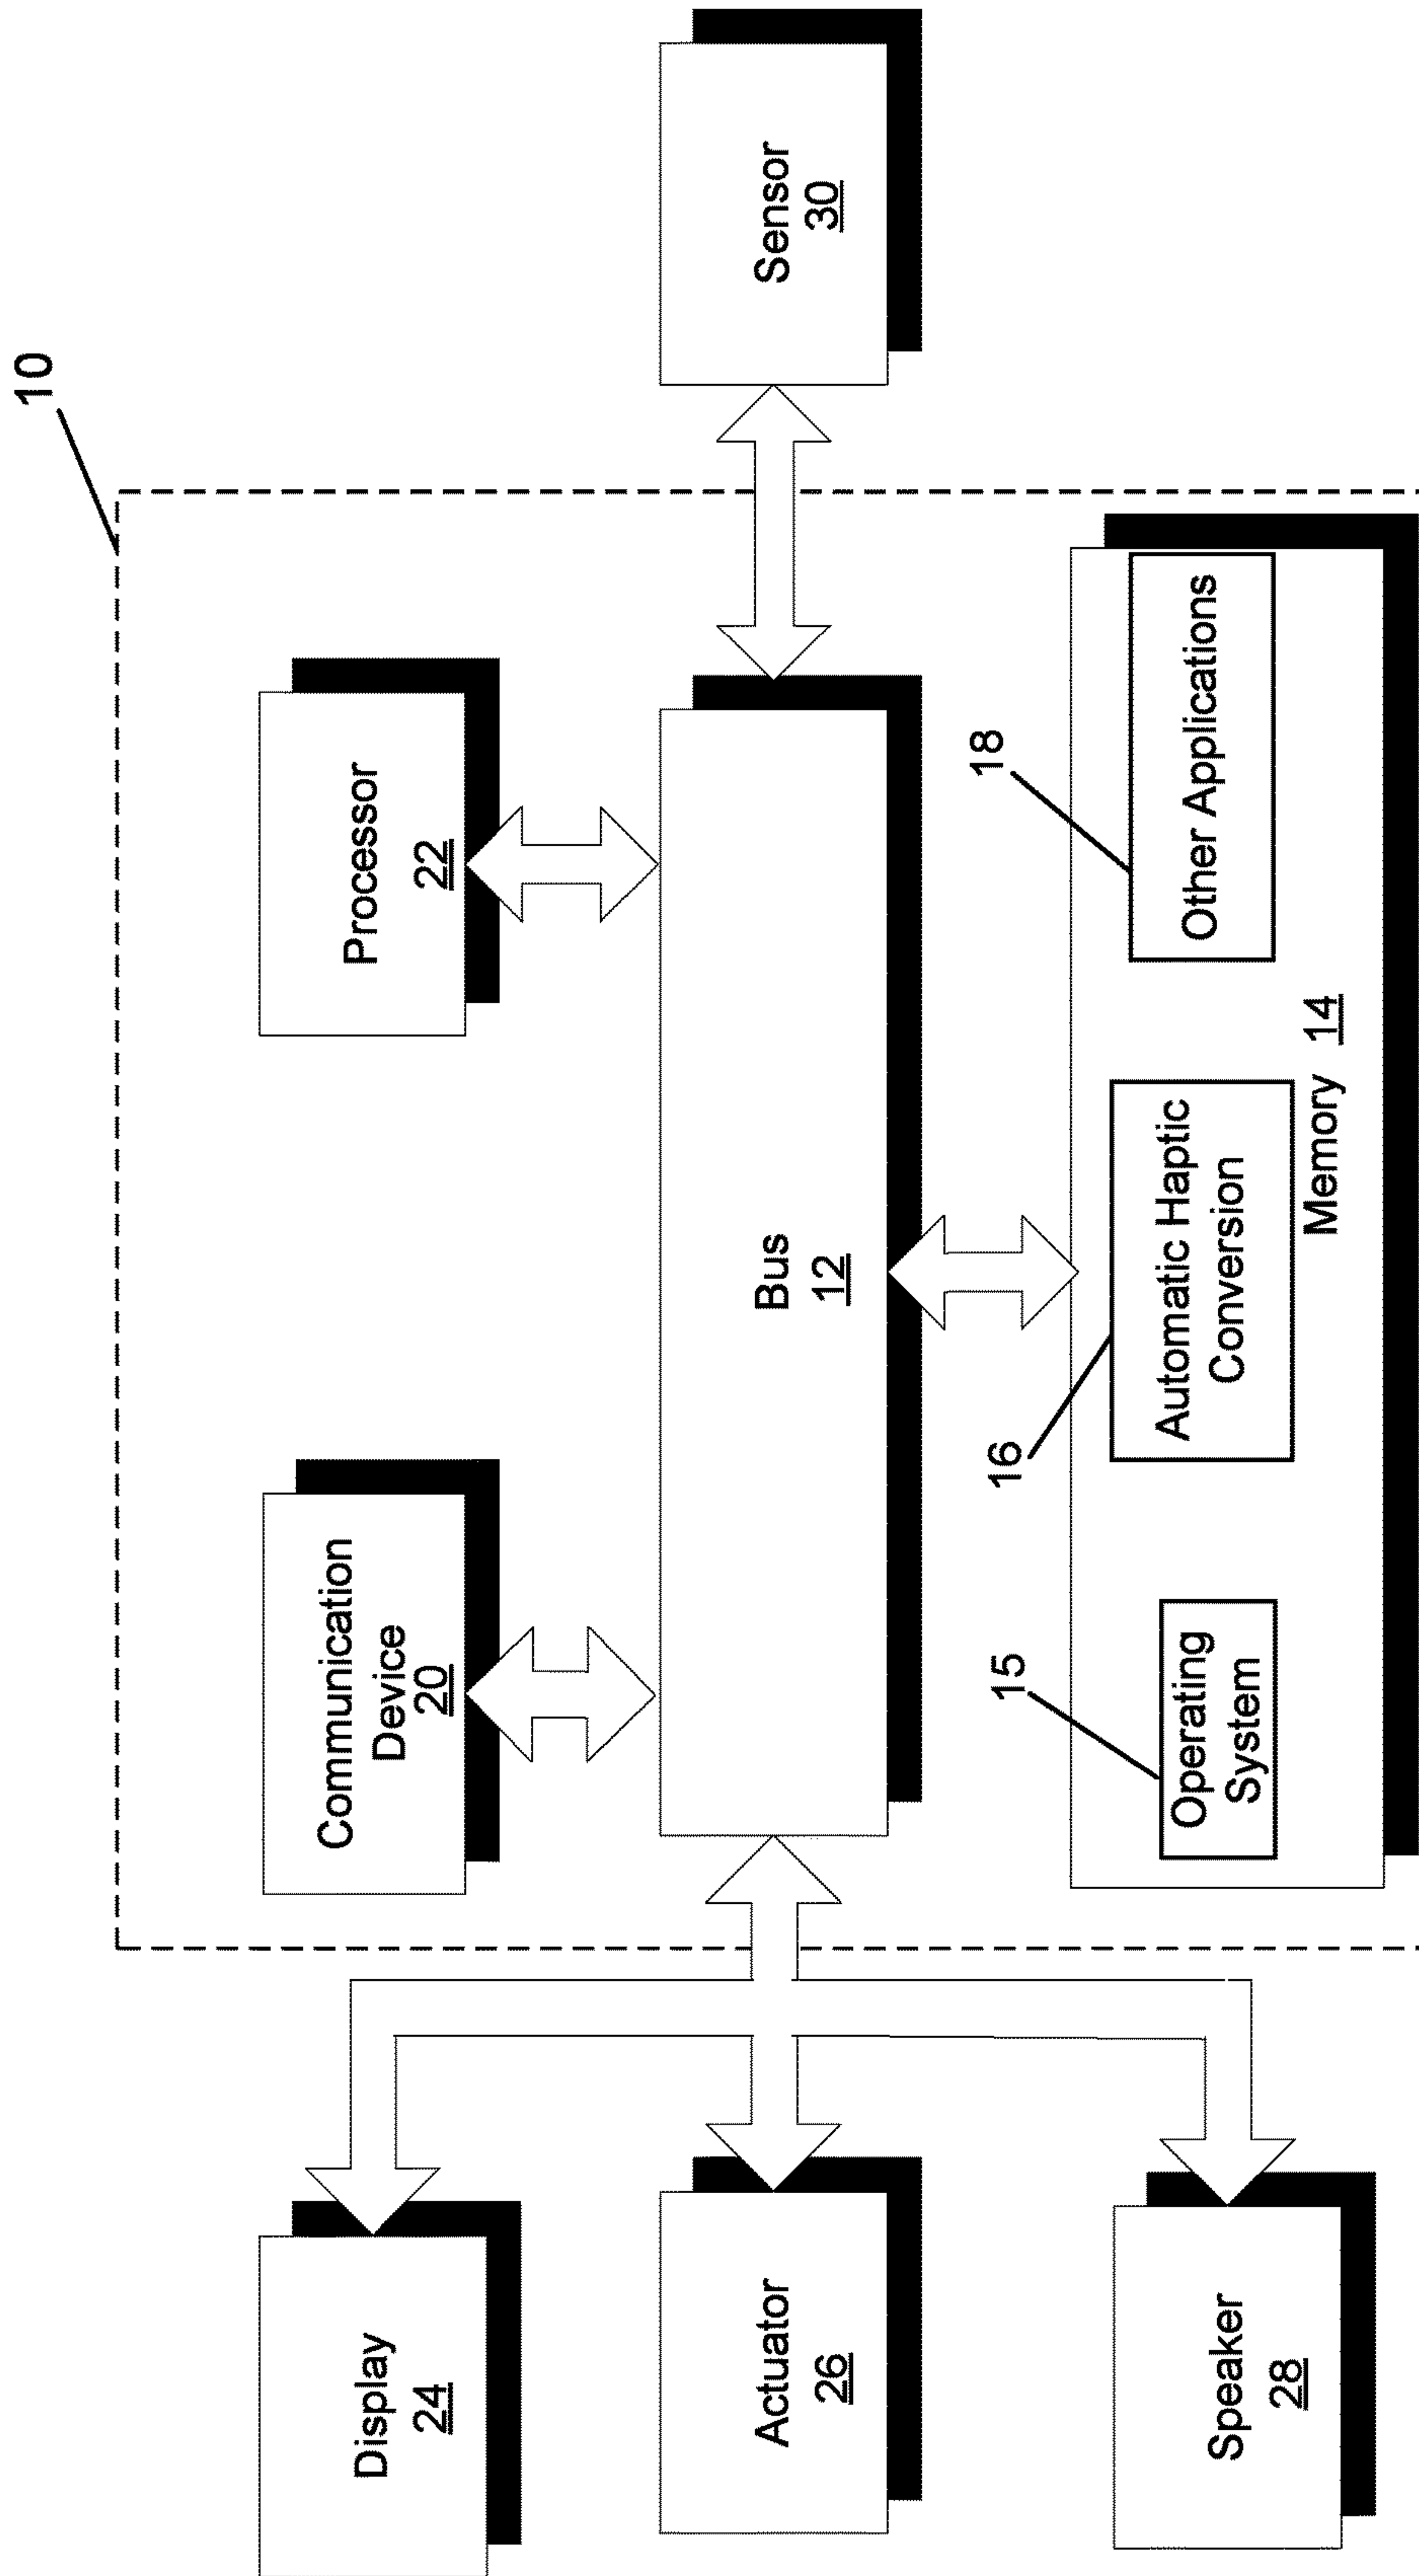 10
Communication
Device
20
Processor
22
Display
24
Actuator
26
Bus
12
Sensor
30
Speaker
28
15
16
18
Operating
System
Automatic Haptic
Conversion
Other Applications
Memory 14